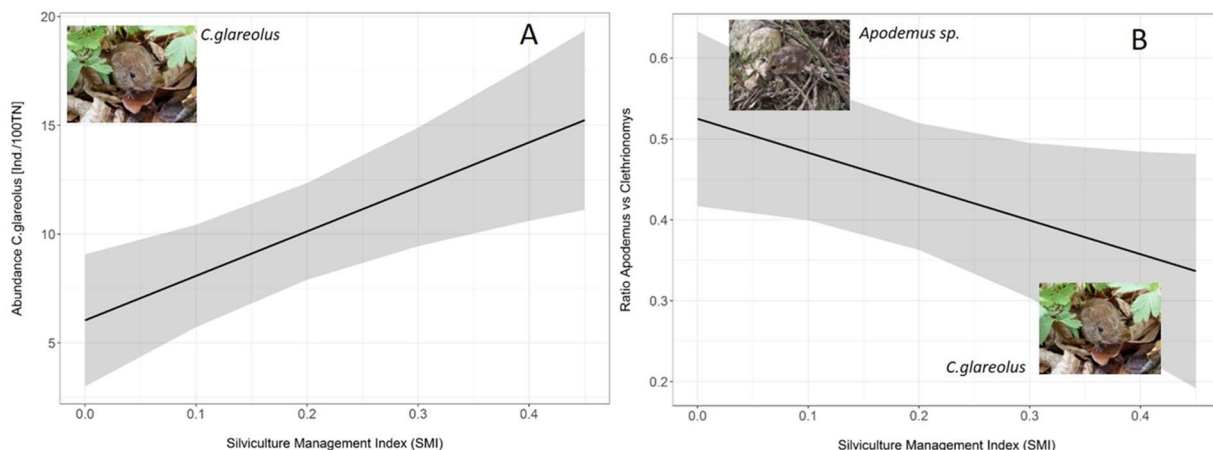 C.glareolus
A
Abundance C.glareolus [Ind./100TN]
20
15
10
5
0.0 0.1 0.2 0.3 0.4
Silviculture Management Index (SMI)
Apodemus sp.
B
Ratio Apodemus vs Clethrionomys
0.6
0.5
0.4
0.3
0.2
C.glareolus
0.0 0.1 0.2 0.3 0.4
Silviculture Management Index (SMI)